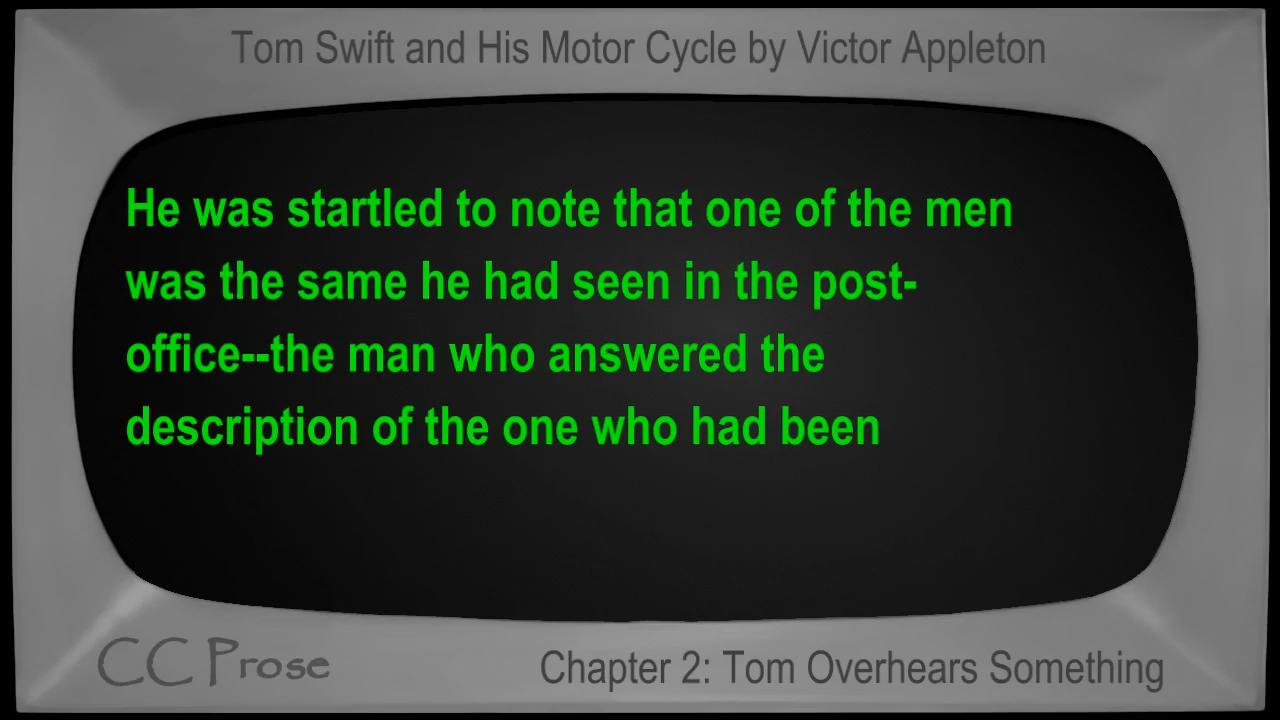 Tom Swift and His Motor Cycle by Victor Appleton
He was startled to note that one of the men
was the same he had seen in the post-
office--the man who answered the
description of the one who had been
CC Prose
Chapter 2: Tom Overhears Something